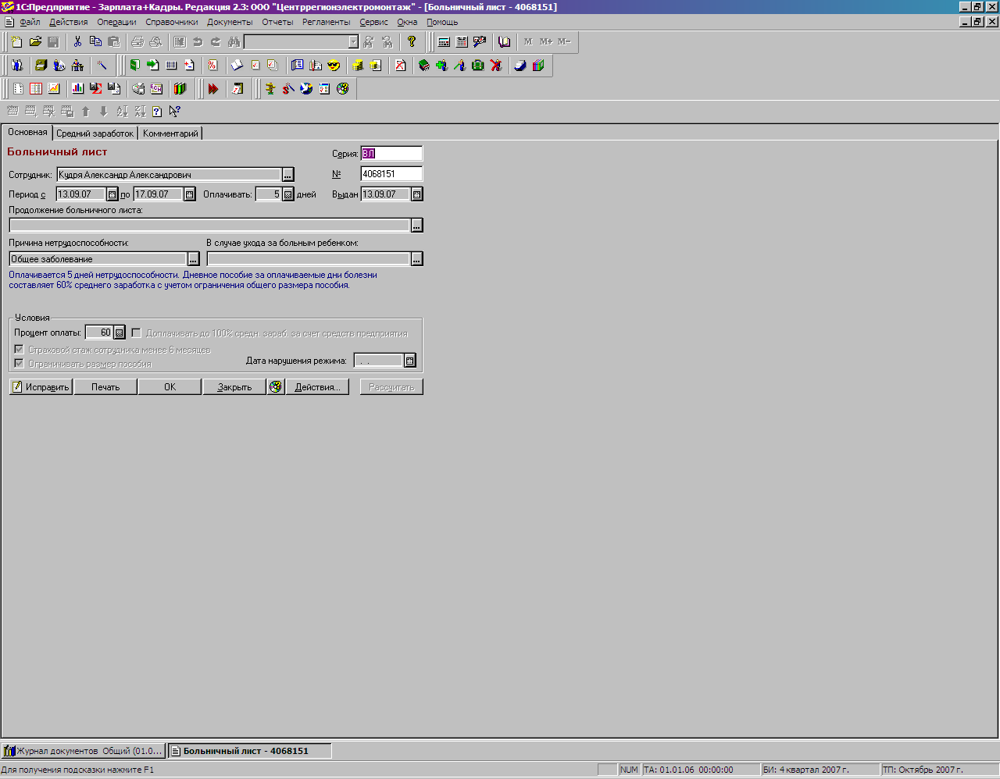 1С:Предприятие - Зарплата+Кадры. Редакция 2.3: ООО "Центррегионэлектромонтаж" - [Больничный лист - 4068151]
Файл Действия Операции Справочники Документы Отчеты Регламенты Сервис Окна Помощь
M M+ M−
Основная Средний заработок Комментарий
Больничный лист Серия: ВЛ
Сотрудник: Кудря Александр Александрович ... № 4068151
Период с 13.09.07 по 17.09.07 Оплачивать: 5 дней Выдан 13.09.07
Продолжение больничного листа:
...
Причина нетрудоспособности: В случае ухода за больным ребенком:
Общее заболевание ... ...
Оплачивается 5 дней нетрудоспособности. Дневное пособие за оплачиваемые дни болезни
составляет 60% среднего заработка с учетом ограничения общего размера пособия.
Условия
Процент оплаты: 60 Доплачивать до 100% средн. зараб. за счет средств предприятия
Страховой стаж сотрудника менее 6 месяцев
Ограничивать размер пособия Дата нарушения режима: . .
Исправить Печать OK Закрыть Действия... Рассчитать
Журнал документов Общий (01.0... Больничный лист - 4068151
Для получения подсказки нажмите F1 NUM TA: 01.01.06 00:00:00 БИ: 4 квартал 2007 г. ТП: Октябрь 2007 г.